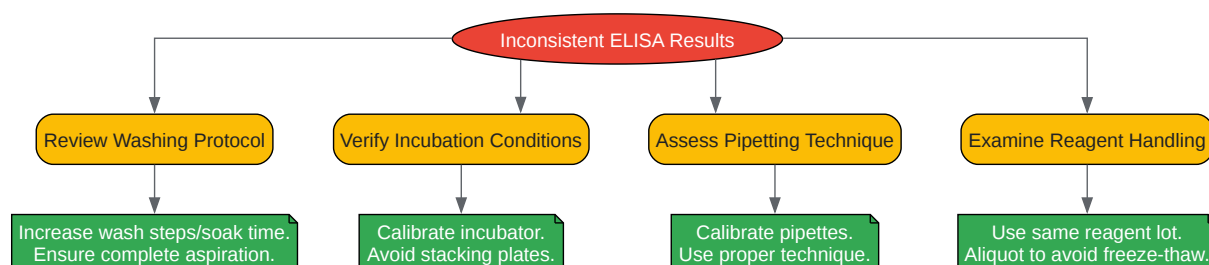 Inconsistent ELISA Results
Review Washing Protocol
Verify Incubation Conditions
Assess Pipetting Technique
Examine Reagent Handling
Increase wash steps/soak time.
Ensure complete aspiration.
Calibrate incubator.
Avoid stacking plates.
Calibrate pipettes.
Use proper technique.
Use same reagent lot.
Aliquot to avoid freeze-thaw.